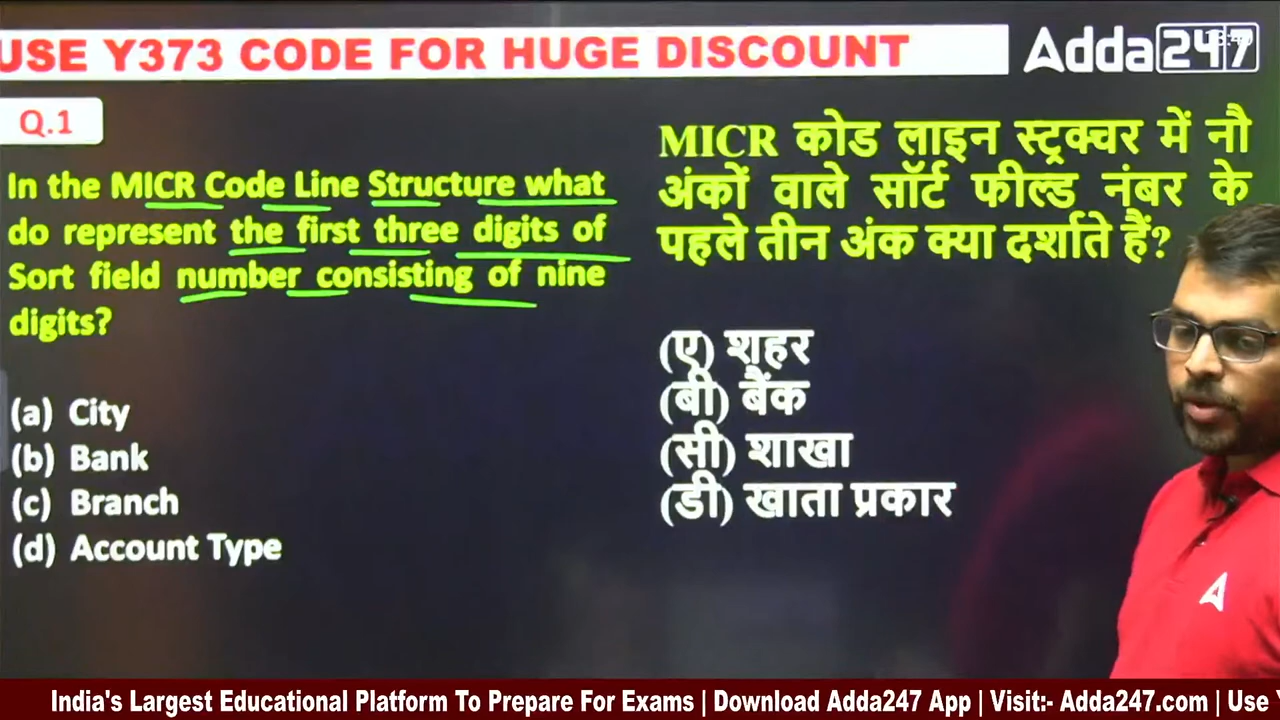 USE Y373 CODE FOR HUGE DISCOUNT
Adda247
Q.1
In the MICR Code Line Structure what
do represent the first three digits of
Sort field number consisting of nine
digits?
(a) City
(b) Bank
(c) Branch
(d) Account Type
MICR कोड लाइन स्ट्रक्चर में नौ
अंकों वाले सॉर्ट फील्ड नंबर के
पहले तीन अंक क्या दर्शाते हैं?
(ए) शहर
(बी) बैंक
(सी) शाखा
(डी) खाता प्रकार
India's Largest Educational Platform To Prepare For Exams | Download Adda247 App | Visit:- Adda247.com | Use